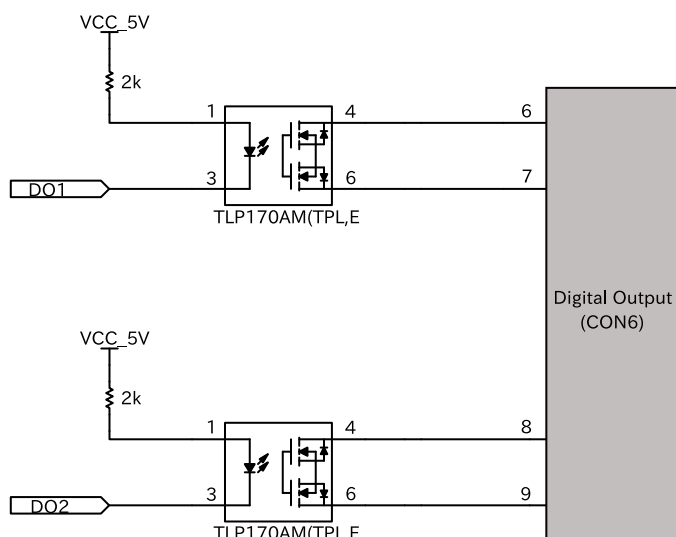 VCC_5V
2k
1
4
6
3
6
7
DO1
TLP170AM(TPL,E
Digital Output
(CON6)
VCC_5V
2k
1
4
8
3
6
9
DO2
TLP170AM(TPL,E